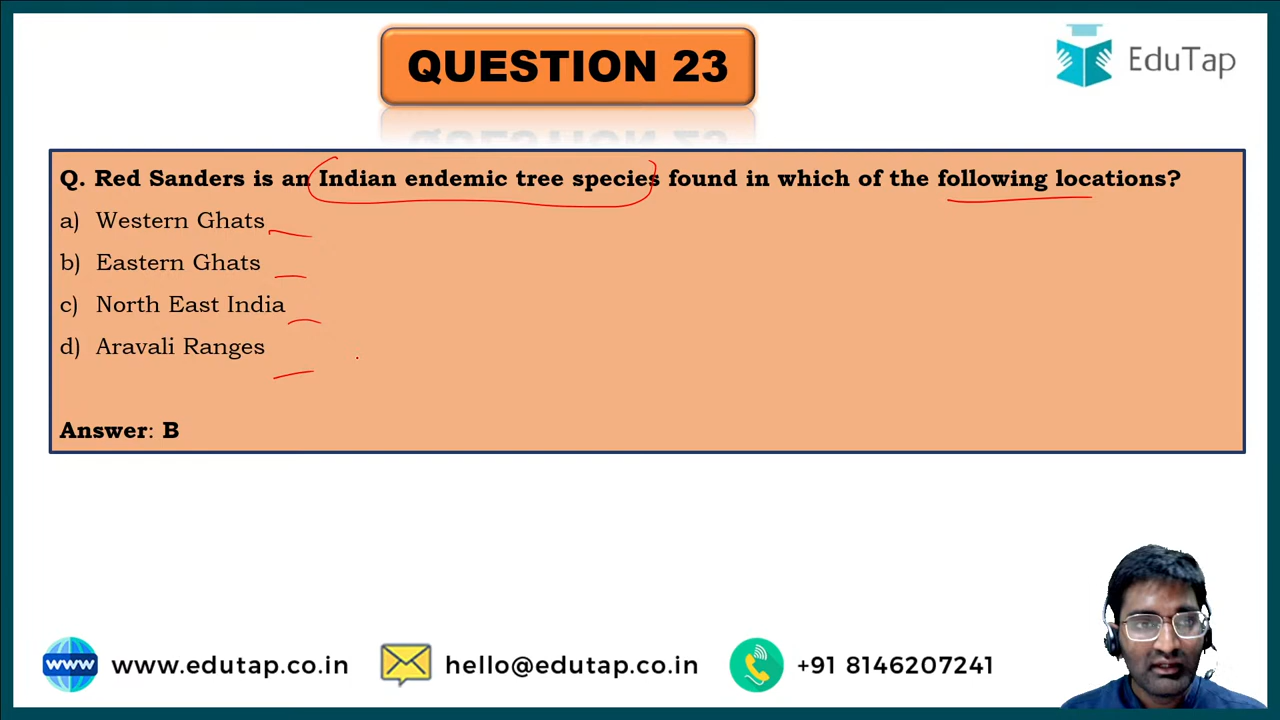 QUESTION 23
EduTap
Q. Red Sanders is an Indian endemic tree species found in which of the following locations?
a) Western Ghats
b) Eastern Ghats
c) North East India
d) Aravali Ranges
Answer: B
www www.edutap.co.in hello@edutap.co.in +91 8146207241